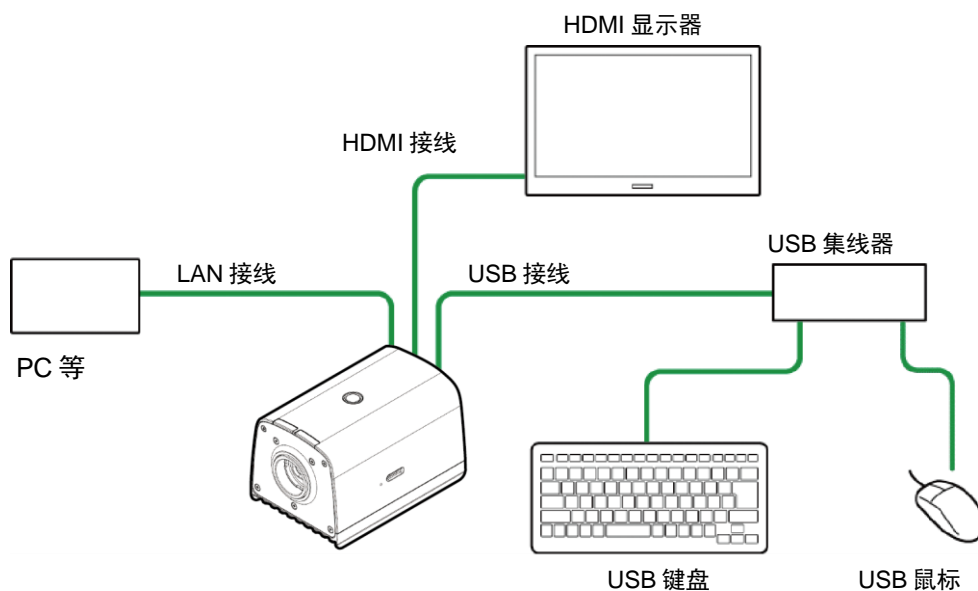 HDMI 显示器
HDMI 接线
USB 集线器
LAN 接线
USB 接线
PC 等
USB 键盘
USB 鼠标